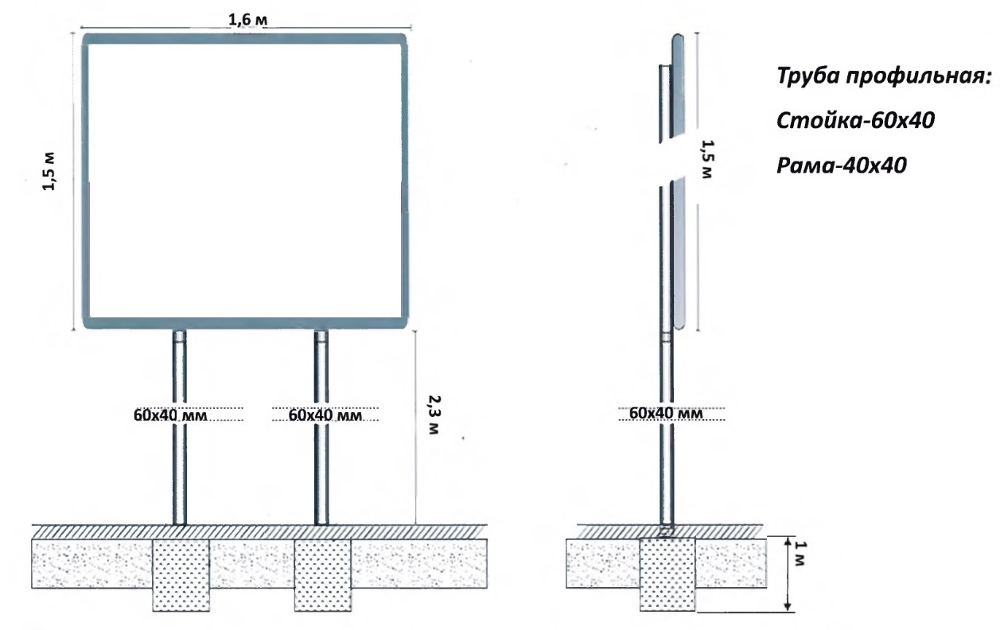 1,6 м
1,5 м
60х40 мм
60х40 мм
2,3 м
1,5 м
60х40 мм
1 м
Труба профильная:
Стойка-60х40
Рама-40х40